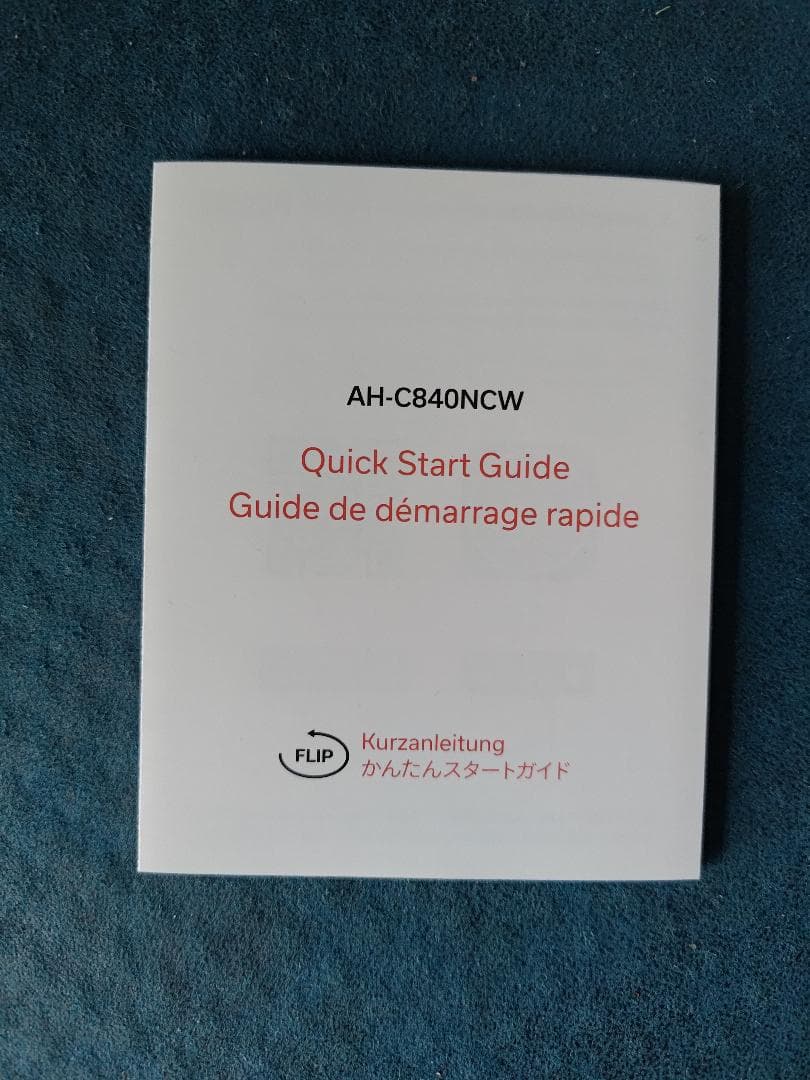 AH-C840NCW
Quick Start Guide
Guide de démarrage rapide
FLIP
Kurzanleitung
かんたんスタートガイド